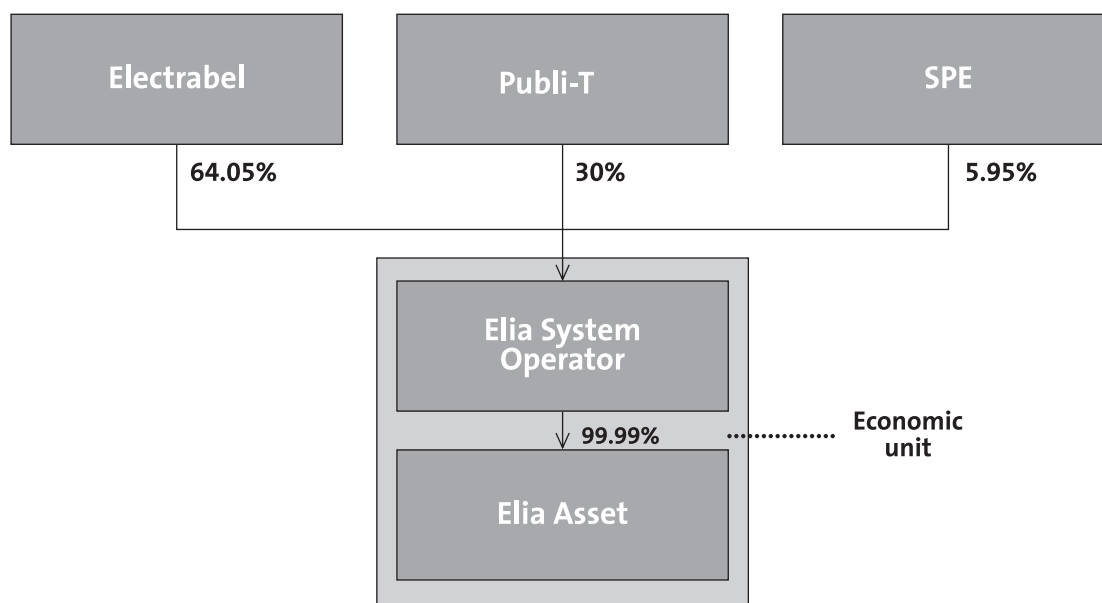 Electrabel
Publi-T
SPE
64.05%
30%
5.95%
Elia System
Operator
99.99%
Economic
unit
Elia Asset